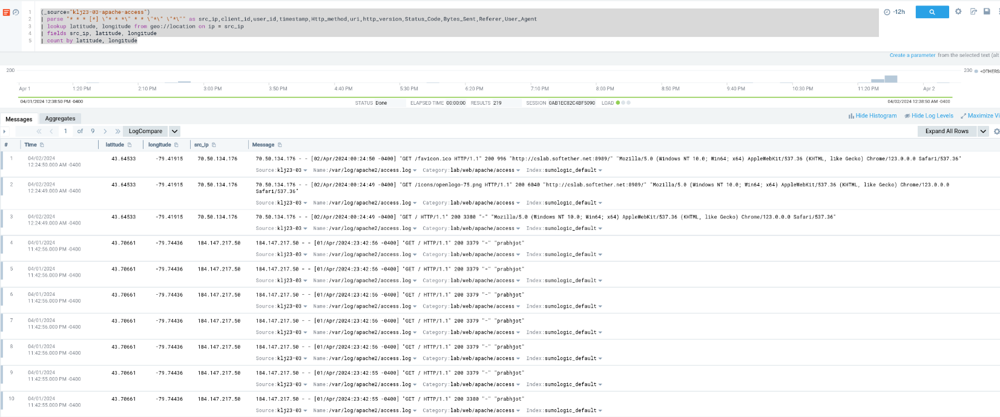 1 (_source="klj23-03-apache-access")
-12h
2 | parse "* * * [*] \"* * *\" * * \"*\" \"*\"" as src_ip,client_id,user_id,timestamp,Http_method,uri,http_version,Status_Code,Bytes_Sent,Referer,User_Agent
3 | lookup latitude, longitude from geo://location on ip = src_ip
4 | fields src_ip, latitude, longitude
5 | count by latitude, longitude
Create a parameter from the selected text (alt
200
200 <OTHERS
Apr 1 1:20 PM 2:10 PM 3:00 PM 3:50 PM 4:40 PM 5:30 PM 6:20 PM 7:10 PM 8:00 PM 8:50 PM 9:40 PM 10:30 PM 11:20 PM Apr 2
04/01/2024 12:38:50 PM -0400
04/02/2024 12:38:50 AM -0400
STATUS Done ELAPSED TIME 00:00:00 RESULTS 219 SESSION 0AB1EC82C4BF5090 LOAD
Messages Aggregates
Hide Histogram Hide Log Levels Maximize Vi
1 of 9 LogCompare
Expand All Rows
# Time latitude longitude src_ip Message
1 04/02/2024 12:24:50.000 AM -0400 43.64533 -79.41915 70.50.134.176 70.50.134.176 - - [02/Apr/2024:00:24:50 -0400] "GET /favicon.ico HTTP/1.1" 200 996 "http://cslab.softether.net:8989/" "Mozilla/5.0 (Windows NT 10.0; Win64; x64) AppleWebKit/537.36 (KHTML, like Gecko) Chrome/123.0.0.0 Safari/537.36"
Source:klj23-03 Name:/var/log/apache2/access.log Category:lab/web/apache/access Index:sumologic_default
2 04/02/2024 12:24:49.000 AM -0400 43.64533 -79.41915 70.50.134.176 70.50.134.176 - - [02/Apr/2024:00:24:49 -0400] "GET /icons/openlogo-75.png HTTP/1.1" 200 6040 "http://cslab.softether.net:8989/" "Mozilla/5.0 (Windows NT 10.0; Win64; x64) AppleWebKit/537.36 (KHTML, like Gecko) Chrome/123.0.0.0
Safari/537.36"
Source:klj23-03 Name:/var/log/apache2/access.log Category:lab/web/apache/access Index:sumologic_default
3 04/02/2024 12:24:49.000 AM -0400 43.64533 -79.41915 70.50.134.176 70.50.134.176 - - [02/Apr/2024:00:24:49 -0400] "GET / HTTP/1.1" 200 3380 "-" "Mozilla/5.0 (Windows NT 10.0; Win64; x64) AppleWebKit/537.36 (KHTML, like Gecko) Chrome/123.0.0.0 Safari/537.36"
Source:klj23-03 Name:/var/log/apache2/access.log Category:lab/web/apache/access Index:sumologic_default
4 04/01/2024 11:42:56.000 PM -0400 43.70661 -79.74436 184.147.217.50 184.147.217.50 - - [01/Apr/2024:23:42:56 -0400] "GET / HTTP/1.1" 200 3379 "-" "prabhjot"
Source:klj23-03 Name:/var/log/apache2/access.log Category:lab/web/apache/access Index:sumologic_default
5 04/01/2024 11:42:56.000 PM -0400 43.70661 -79.74436 184.147.217.50 184.147.217.50 - - [01/Apr/2024:23:42:56 -0400] "GET / HTTP/1.1" 200 3379 "-" "prabhjot"
Source:klj23-03 Name:/var/log/apache2/access.log Category:lab/web/apache/access Index:sumologic_default
6 04/01/2024 11:42:56.000 PM -0400 43.70661 -79.74436 184.147.217.50 184.147.217.50 - - [01/Apr/2024:23:42:56 -0400] "GET / HTTP/1.1" 200 3379 "-" "prabhjot"
Source:klj23-03 Name:/var/log/apache2/access.log Category:lab/web/apache/access Index:sumologic_default
7 04/01/2024 11:42:56.000 PM -0400 43.70661 -79.74436 184.147.217.50 184.147.217.50 - - [01/Apr/2024:23:42:56 -0400] "GET / HTTP/1.1" 200 3379 "-" "prabhjot"
Source:klj23-03 Name:/var/log/apache2/access.log Category:lab/web/apache/access Index:sumologic_default
8 04/01/2024 11:42:56.000 PM -0400 43.70661 -79.74436 184.147.217.50 184.147.217.50 - - [01/Apr/2024:23:42:56 -0400] "GET / HTTP/1.1" 200 3379 "-" "prabhjot"
Source:klj23-03 Name:/var/log/apache2/access.log Category:lab/web/apache/access Index:sumologic_default
9 04/01/2024 11:42:55.000 PM -0400 43.70661 -79.74436 184.147.217.50 184.147.217.50 - - [01/Apr/2024:23:42:55 -0400] "GET / HTTP/1.1" 200 3379 "-" "prabhjot"
Source:klj23-03 Name:/var/log/apache2/access.log Category:lab/web/apache/access Index:sumologic_default
10 04/01/2024 11:42:55.000 PM -0400 43.70661 -79.74436 184.147.217.50 184.147.217.50 - - [01/Apr/2024:23:42:55 -0400] "GET / HTTP/1.1" 200 3380 "-" "prabhjot"
Source:klj23-03 Name:/var/log/apache2/access.log Category:lab/web/apache/access Index:sumologic_default